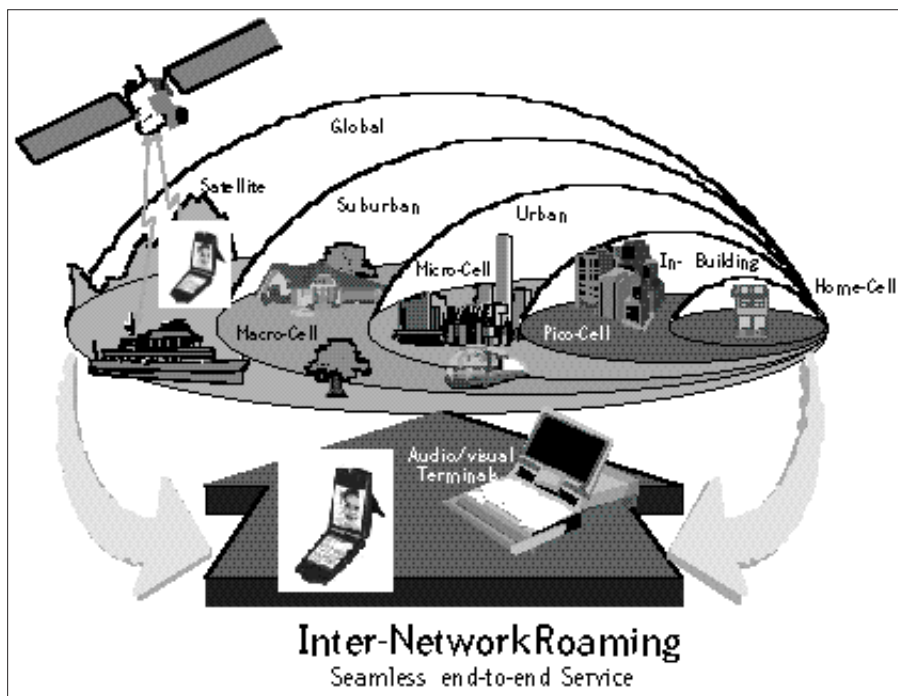 Global
Satellite
Suburban
Urban
Micro-Cell
In- Building
Home-Cell
Macro-Cell
Pico-Cell
Audio/visual
Terminals
Inter-NetworkRoaming
Seamless end-to-end Service